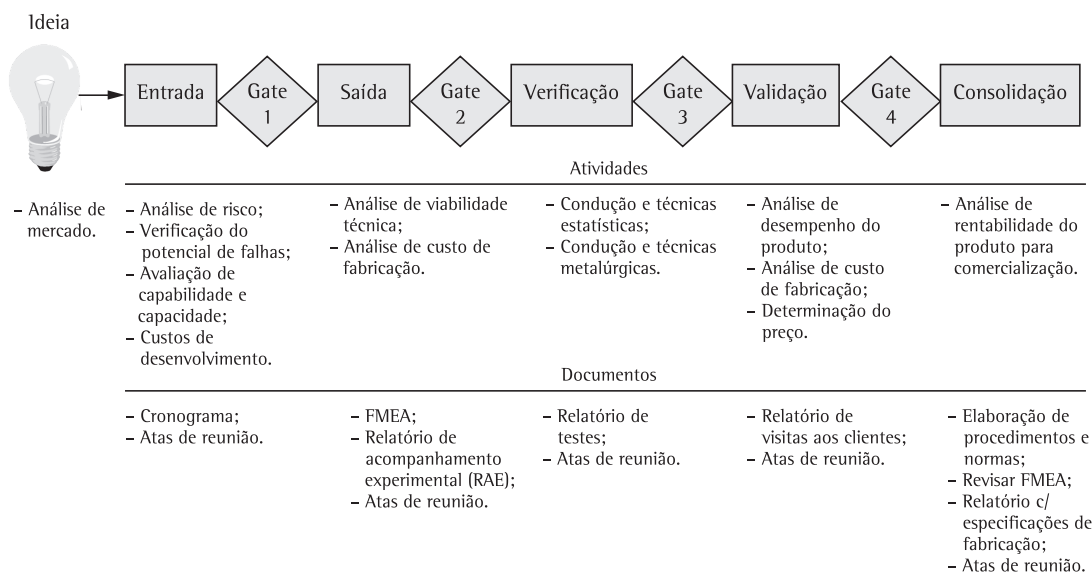 Ideia
Entrada
Gate
1
Saída
Gate
2
Verificação
Gate
3
Validação
Gate
4
Consolidação
Atividades
– Análise de
mercado.
– Análise de risco;
– Verificação do
potencial de falhas;
– Avaliação de
capabilidade e
capacidade;
– Custos de
desenvolvimento.
– Análise de viabilidade
técnica;
– Análise de custo de
fabricação.
– Condução e técnicas
estatísticas;
– Condução e técnicas
metalúrgicas.
– Análise de
desempenho do
produto;
– Análise de custo
de fabricação;
– Determinação do
preço.
– Análise de
rentabilidade do
produto para
comercialização.
Documentos
– Cronograma;
– Atas de reunião.
– FMEA;
– Relatório de
acompanhamento
experimental (RAE);
– Atas de reunião.
– Relatório de
testes;
– Atas de reunião.
– Relatório de
visitas aos clientes;
– Atas de reunião.
– Elaboração de
procedimentos e
normas;
– Revisar FMEA;
– Relatório c/
especificações de
fabricação;
– Atas de reunião.